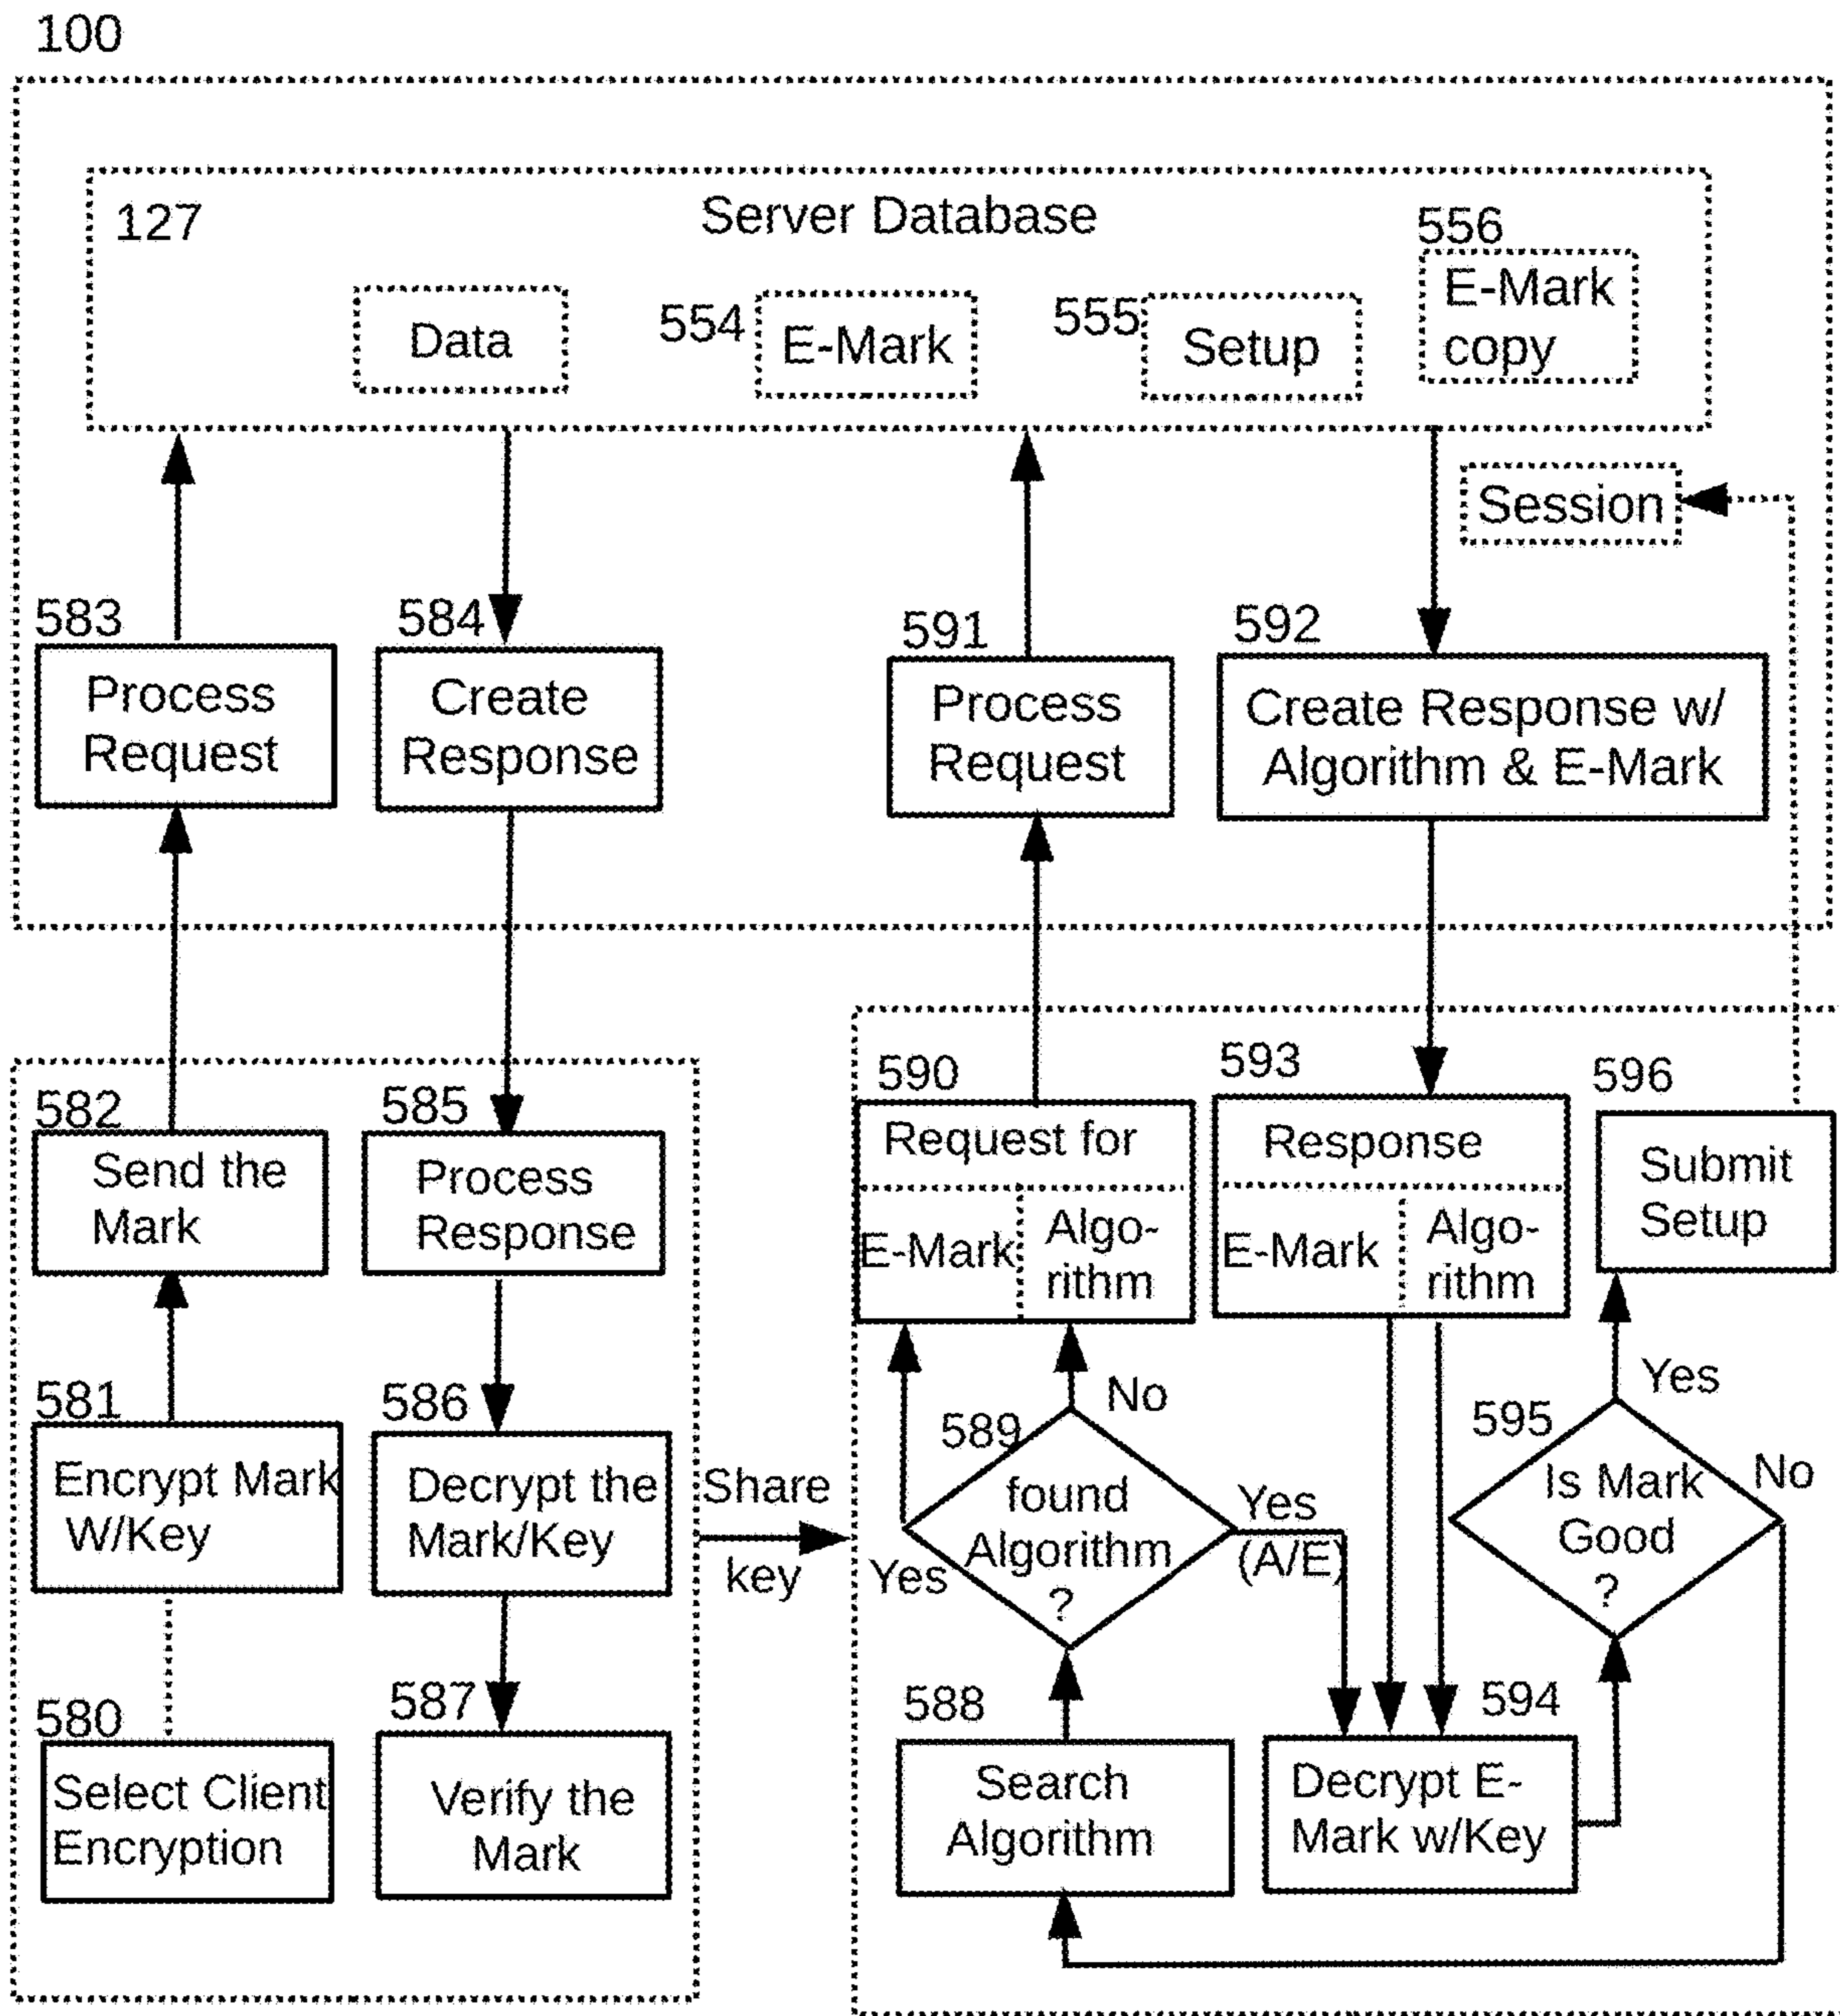 100
127
Server Database
556
E-Mark
copy
Data
554
E-Mark
555
Setup
Session
583
Process
Request
584
Create
Response
591
Process
Request
592
Create Response w/
Algorithm & E-Mark
582
Send the
Mark
585
Process
Response
590
Request for
E-Mark
Algo-
rithm
593
Response
E-Mark
Algo-
rithm
596
Submit
Setup
581
Encrypt Mark
W/Key
586
Decrypt the
Mark/Key
Share
key
589
found
Algorithm
?
No
Yes
Yes
(A/E)
595
Is Mark
Good
?
Yes
No
580
Select Client
Encryption
587
Verify the
Mark
588
Search
Algorithm
594
Decrypt E-
Mark w/Key